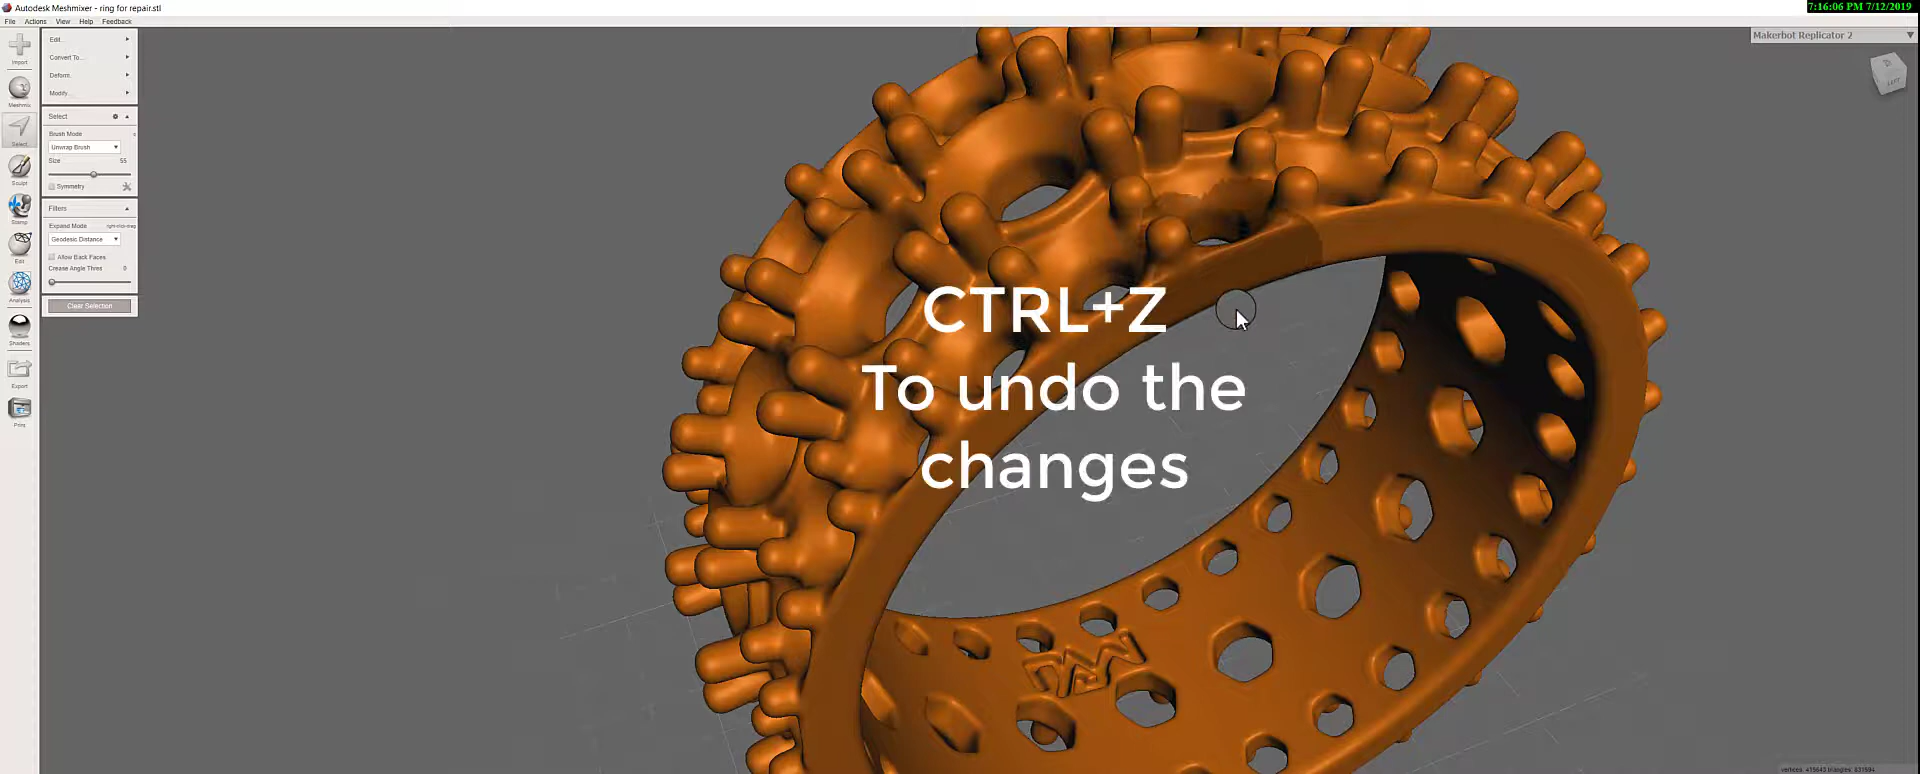 Autodesk Meshmixer - ring for repair.stl
7:16:06 PM 7/12/2019
File Actions View Help Feedback
Makerbot Replicator 2
Import
Meshmix
Select
Sculpt
Stamp
Edit
Analysis
Shaders
Export
Print
Edit...
Convert To...
Deform...
Modify...
Select
Brush Mode
Unwrap Brush
Size 55
Symmetry
Filters
Expand Mode
Geodesic Distance
Allow Back Faces
Crease Angle Thres 0
Clear Selection
LEFT
CTRL+Z
To undo the
changes